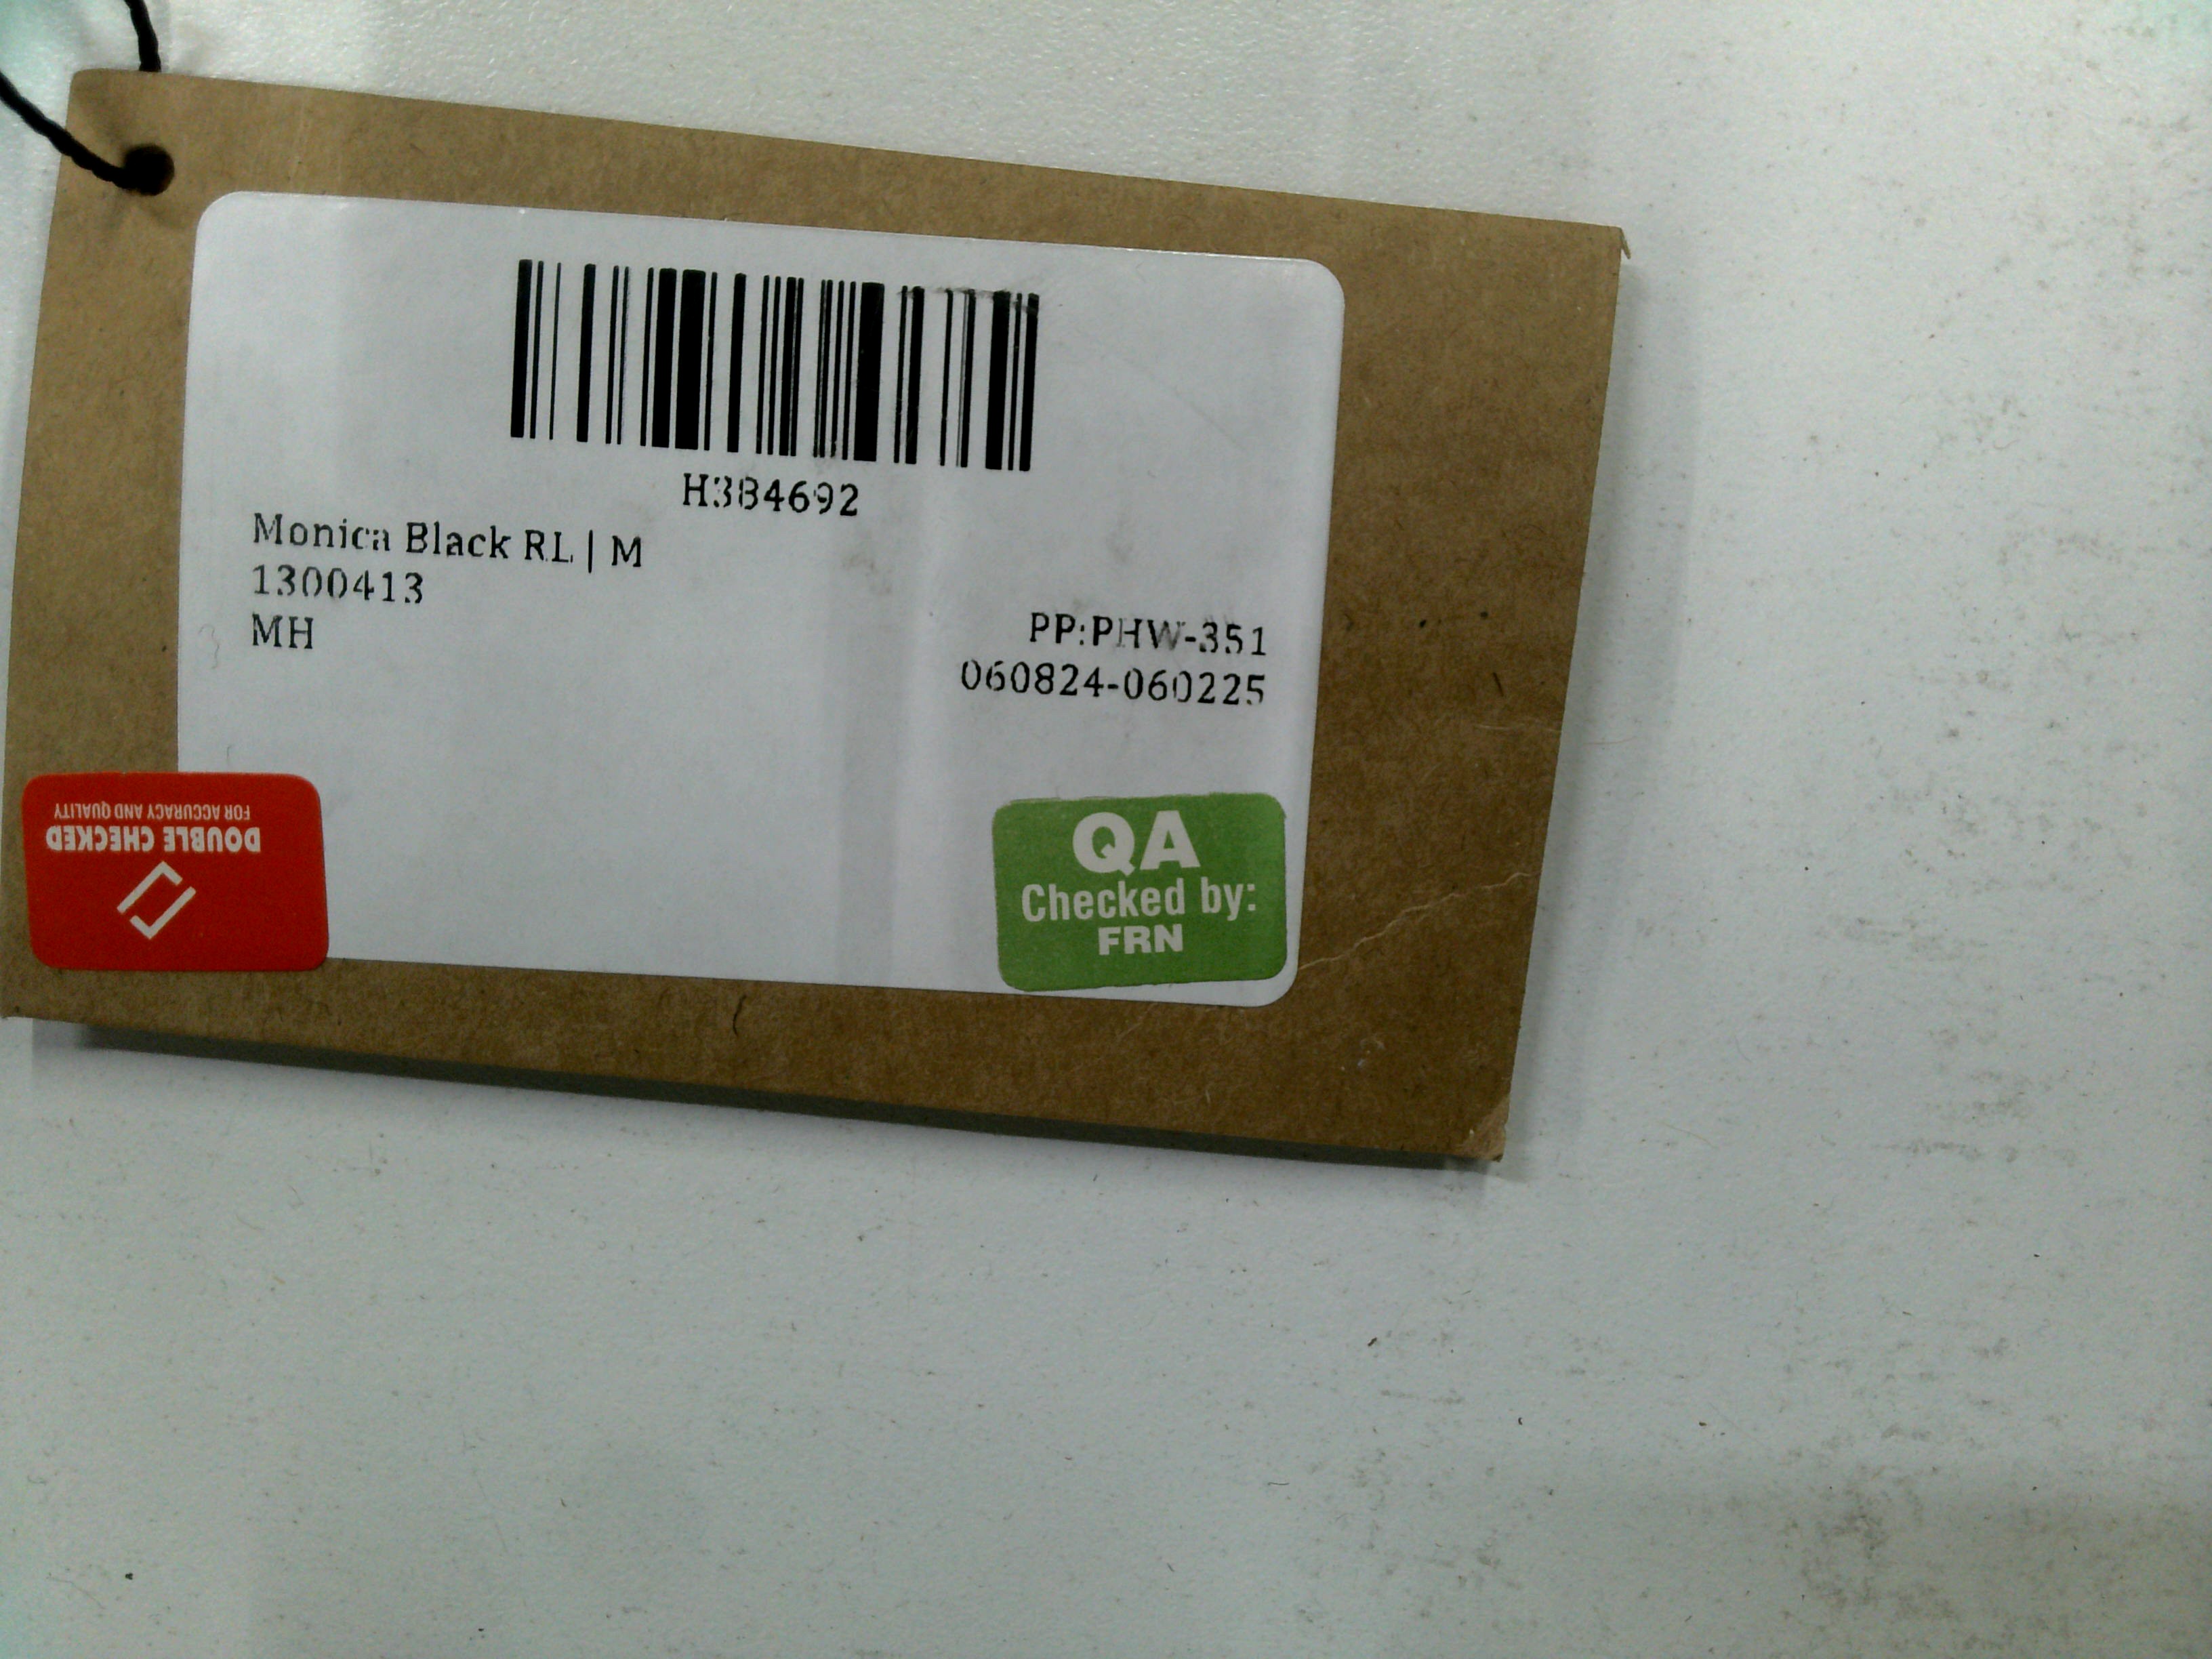 H384692
Monica Black RL | M
1300413
MH
PP:PHW-351
060824-060225
DOUBLE CHECKED
FOR ACCURACY AND QUALITY
QA
Checked by:
FRN